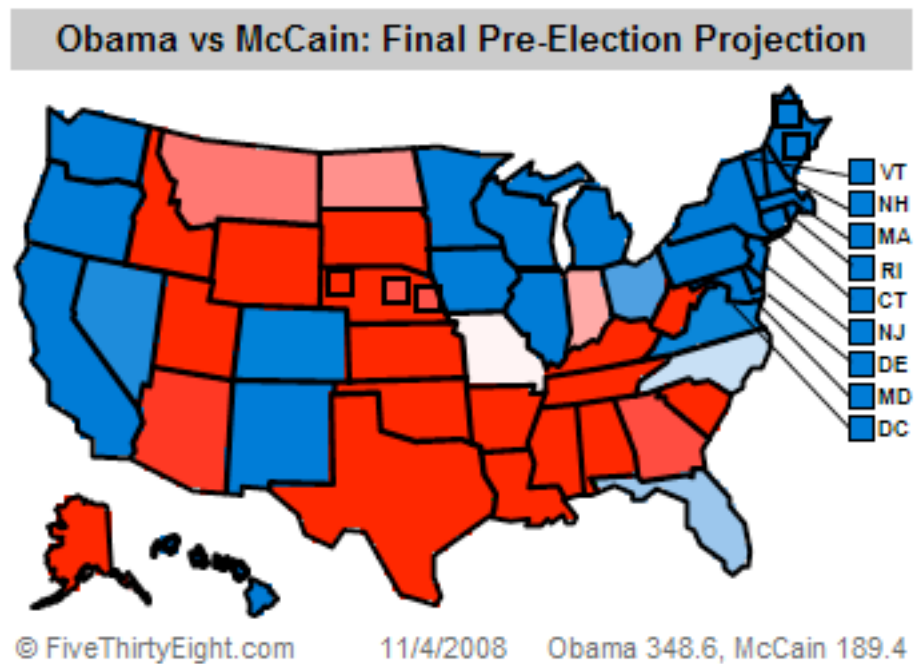 Obama vs McCain: Final Pre-Election Projection
VT
NH
MA
RI
CT
NJ
DE
MD
DC
© FiveThirtyEight.com 11/4/2008 Obama 348.6, McCain 189.4